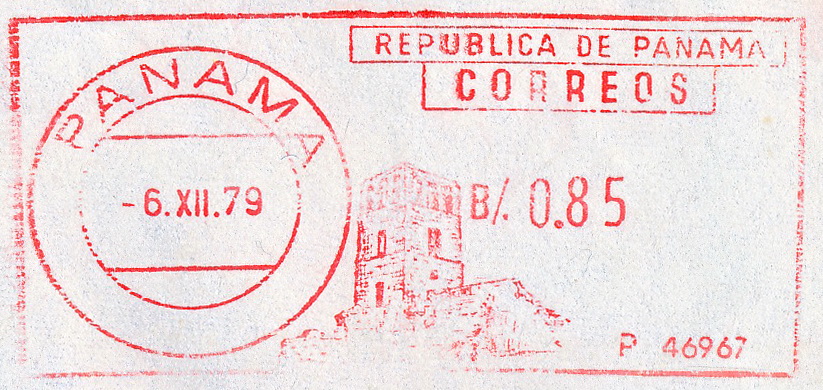 REPUBLICA DE PANAMA
CORREOS
PANAMA
-6.XII.79
B/. 0.85
P 46967